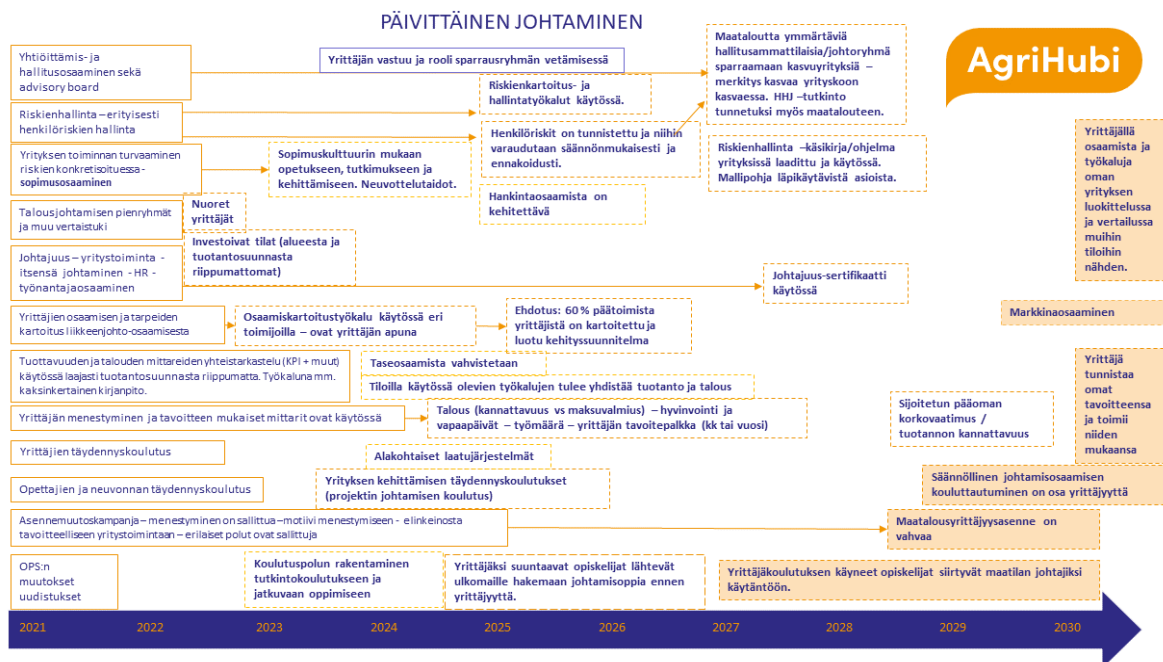 PÄIVITTÄINEN JOHTAMINEN
AgriHubi
Yhtiöittämis- ja
hallitusosaaminen sekä
advisory board
Yrittäjän vastuu ja rooli sparrausryhmän vetämisessä
Maataloutta ymmärtäviä
hallitusammattilaisia/johtoryhmä
sparraamaan kasvuyrityksiä –
merkitys kasvaa yrityskoon
kasvaessa. HHJ –tutkinto
tunnetuksi myös maatalouteen.
Riskienhallinta – erityisesti
henkilöriskien hallinta
Riskienkartoitus- ja
hallintatyökalut käytössä.
Henkilöriskit on tunnistettu ja niihin
varaudutaan säännönmukaisesti ja
ennakoidusti.
Riskienhallinta –käsikirja/ohjelma
yrityksissä laadittu ja käytössä.
Mallipohja läpikäytävistä asioista.
Yrityksen toiminnan turvaaminen
riskien konkretisoituessa -
sopimusosaaminen
Sopimuskulttuurin mukaan
opetukseen, tutkimukseen ja
kehittämiseen. Neuvottelutaidot.
Hankintaosaamista on
kehitettävä
Yrittäjällä
osaamista ja
työkaluja
oman
yrityksen
luokittelussa
ja vertailussa
muihin
tiloihin
nähden.
Talousjohtamisen pienryhmät
ja muu vertaistuki
Nuoret
yrittäjät
Investoivat tilat (alueesta ja
tuotantosuunnasta
riippumattomat)
Johtajuus – yritystoiminta -
itsensä johtaminen - HR -
työnantajaosaaminen
Johtajuus-sertifikaatti
käytössä
Yrittäjien osaamisen ja tarpeiden
kartoitus liikkeenjohto-osaamisesta
Osaamiskartoitustyökalu käytössä eri
toimijoilla – ovat yrittäjän apuna
Ehdotus: 60 % päätoimista
yrittäjistä on kartoitettu ja
luotu kehityssuunnitelma
Markkinaosaaminen
Tuottavuuden ja talouden mittareiden yhteistarkastelu (KPI + muut)
käytössä laajasti tuotantosuunnasta riippumatta. Työkaluna mm.
kaksinkertainen kirjanpito.
Taseosaamista vahvistetaan
Tiloilla käytössä olevien työkalujen tulee yhdistää tuotanto ja talous
Yrittäjä
tunnistaa
omat
tavoitteensa
ja toimii
niiden
mukaansa
Yrittäjän menestyminen ja tavoitteen mukaiset mittarit ovat käytössä
Talous (kannattavuus vs maksuvalmius) – hyvinvointi ja
vapaapäivät – työmäärä – yrittäjän tavoitepalkka (kk tai vuosi)
Sijoitetun pääoman
korkovaatimus /
tuotannon kannattavuus
Yrittäjien täydennyskoulutus
Alakohtaiset laatujärjestelmät
Opettajien ja neuvonnan täydennyskoulutus
Yrityksen kehittämisen täydennyskoulutukset
(projektin johtamisen koulutus)
Säännöllinen johtamisosaamisen
kouluttautuminen on osa yrittäjyyttä
Asennemuutoskampanja – menestyminen on sallittua –motiivi menestymiseen - elinkeinosta
tavoitteelliseen yritystoimintaan – erilaiset polut ovat sallittuja
Maatalousyrittäjyysasenne on
vahvaa
OPS:n
muutokset
uudistukset
Koulutuspolun rakentaminen
tutkintokoulutukseen ja
jatkuvaan oppimiseen
Yrittäjäksi suuntaavat opiskelijat lähtevät
ulkomaille hakemaan johtamisoppia ennen
yrittäjyyttä.
Yrittäjäkoulutuksen käyneet opiskelijat siirtyvät maatilan johtajiksi
käytäntöön.
2021 2022 2023 2024 2025 2026 2027 2028 2029 2030